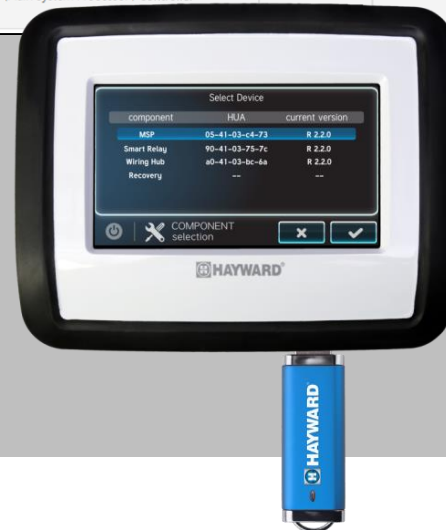 Select Device
component HUA current version
MSP 05-41-03-c4-73 R 2.2.0
Smart Relay 90-41-03-75-7c R 2.2.0
Wiring Hub a0-41-03-bc-6a R 2.2.0
Recovery -- --
COMPONENT
selection
HAYWARD®
HAYWARD